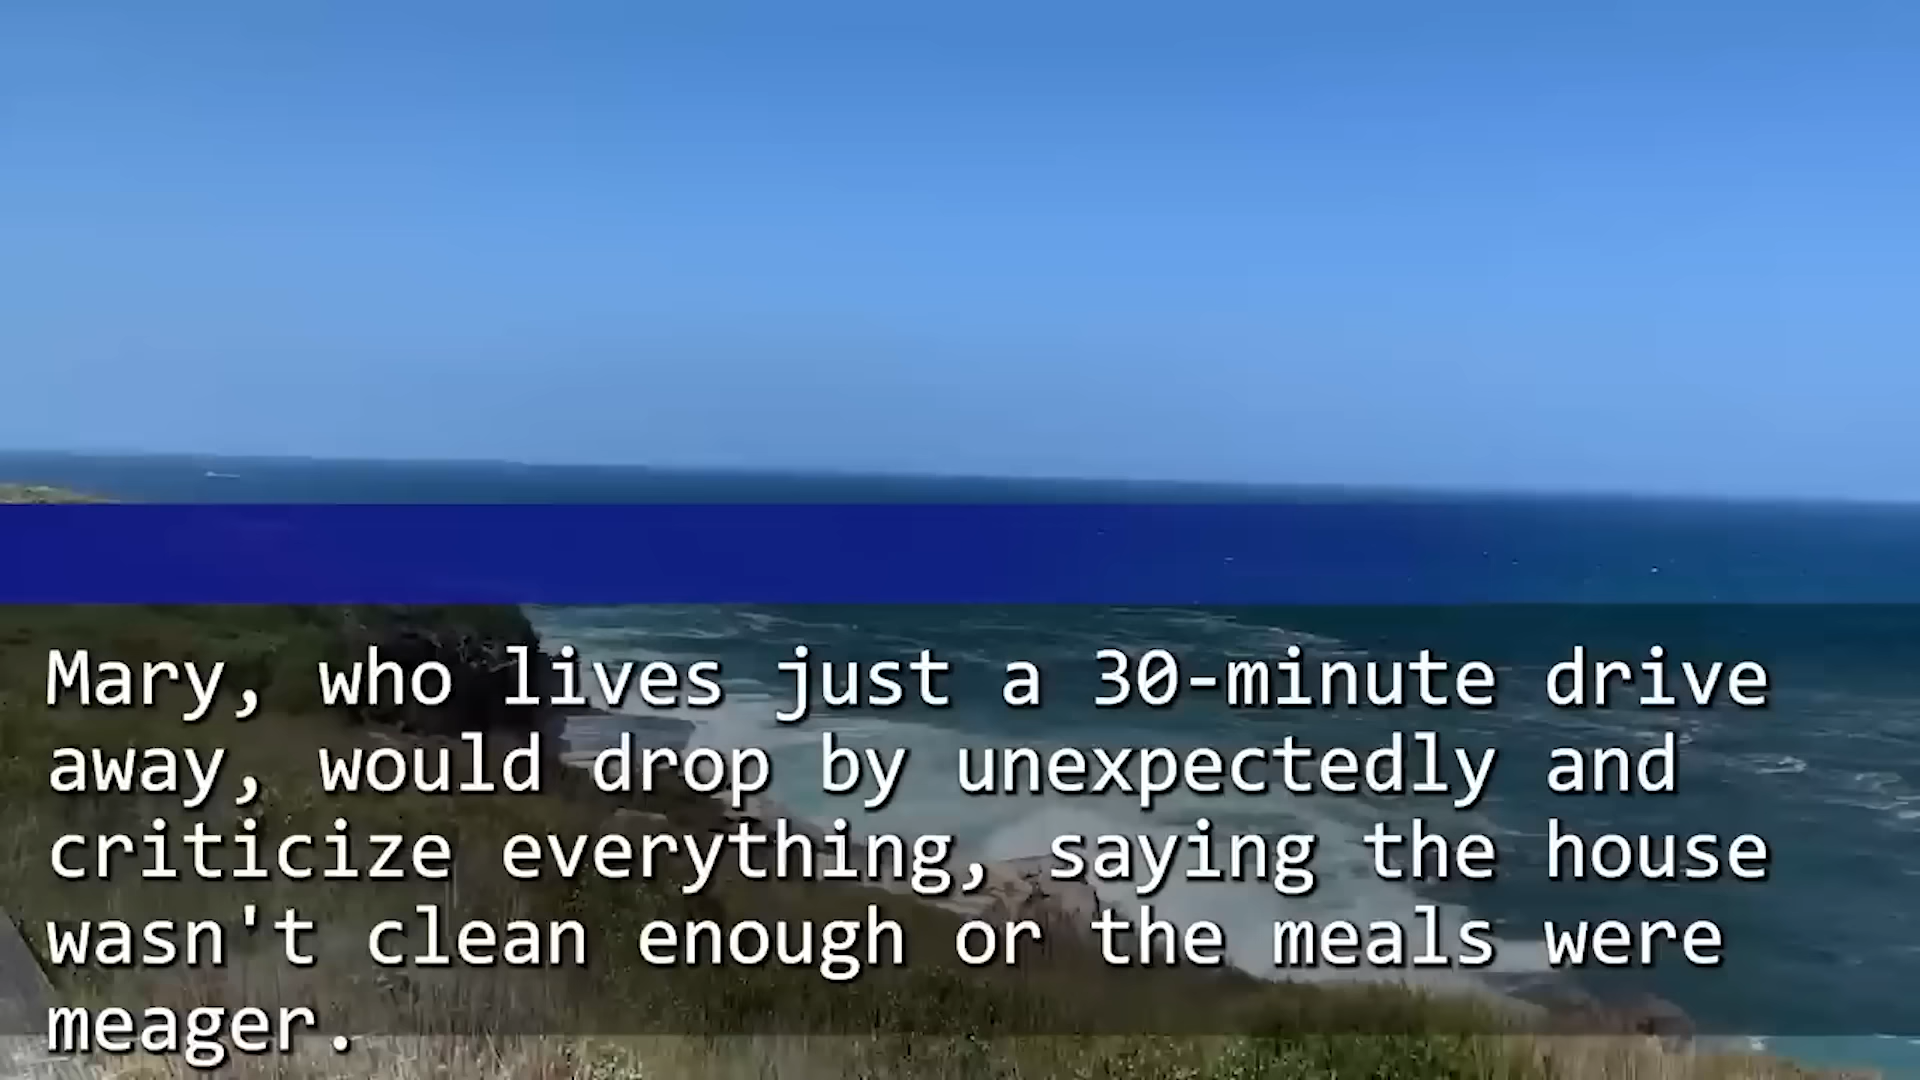 Mary, who lives just a 30-minute drive
away, would drop by unexpectedly and
criticize everything, saying the house
wasn't clean enough or the meals were
meager.